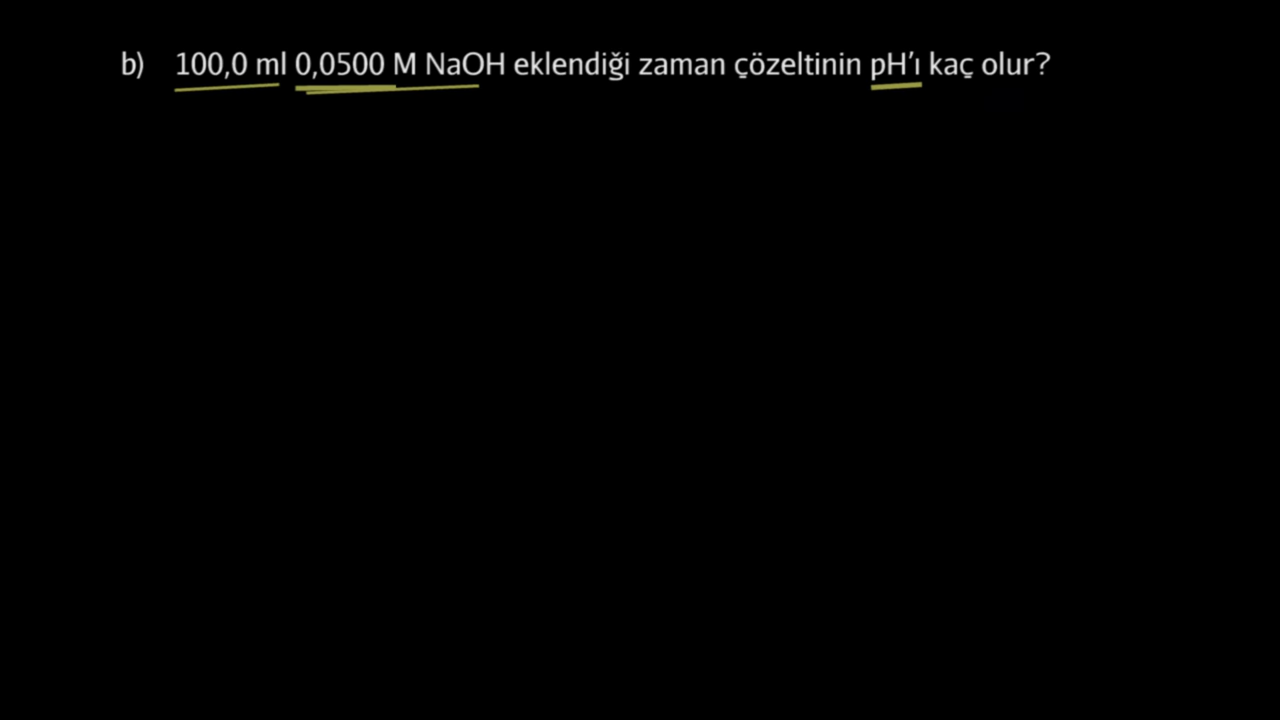 b) 100,0 ml 0,0500 M NaOH eklendiği zaman çözeltinin pH’ı kaç olur?